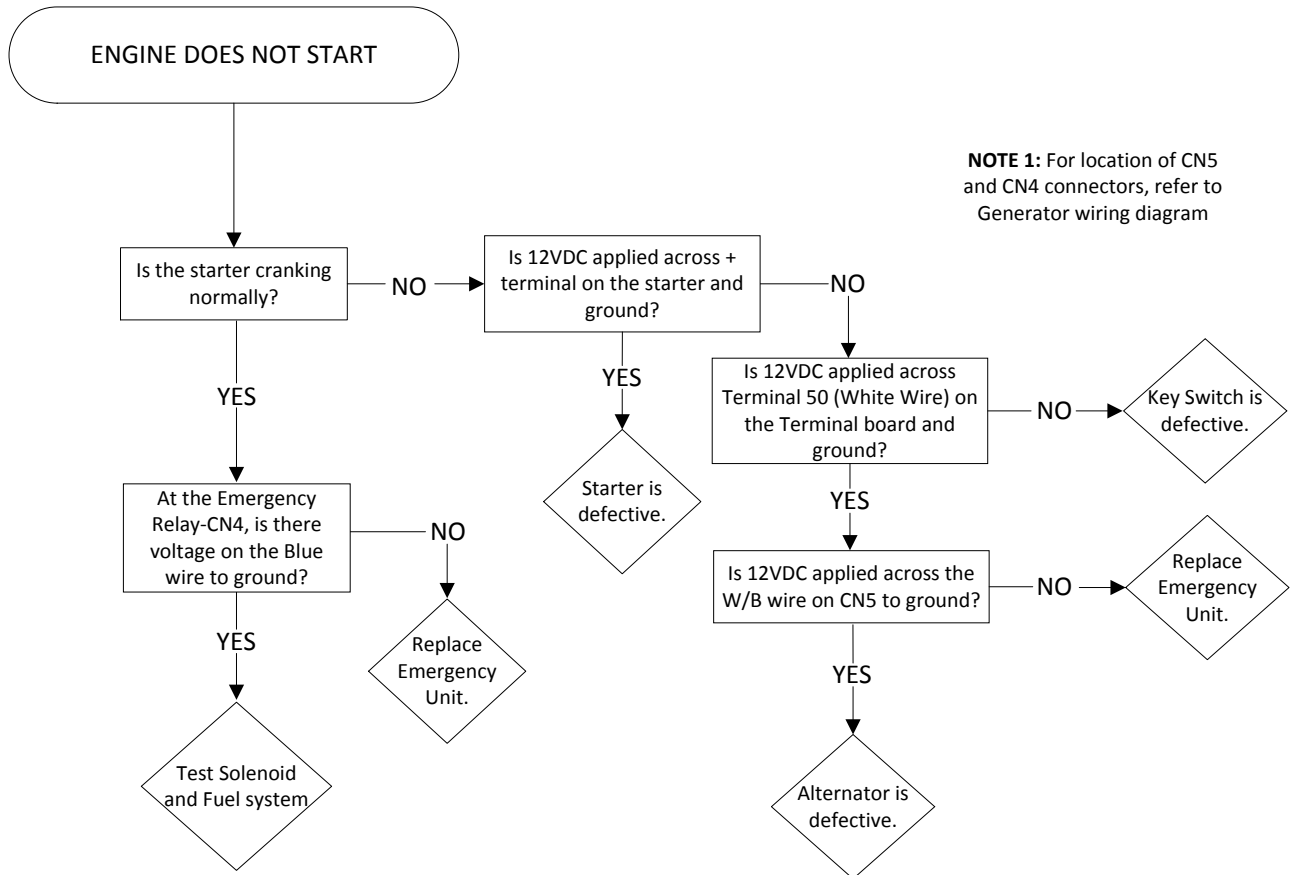 ENGINE DOES NOT START
NOTE 1: For location of CN5
and CN4 connectors, refer to
Generator wiring diagram
Is the starter cranking
normally?
NO
Is 12VDC applied across +
terminal on the starter and
ground?
NO
YES
YES
Is 12VDC applied across
Terminal 50 (White Wire) on
the Terminal board and
ground?
NO
Key Switch is
defective.
At the Emergency
Relay-CN4, is there
voltage on the Blue
wire to ground?
NO
Starter is
defective.
YES
Is 12VDC applied across the
W/B wire on CN5 to ground?
NO
Replace
Emergency
Unit.
YES
Replace
Emergency
Unit.
YES
Test Solenoid
and Fuel system
Alternator is
defective.